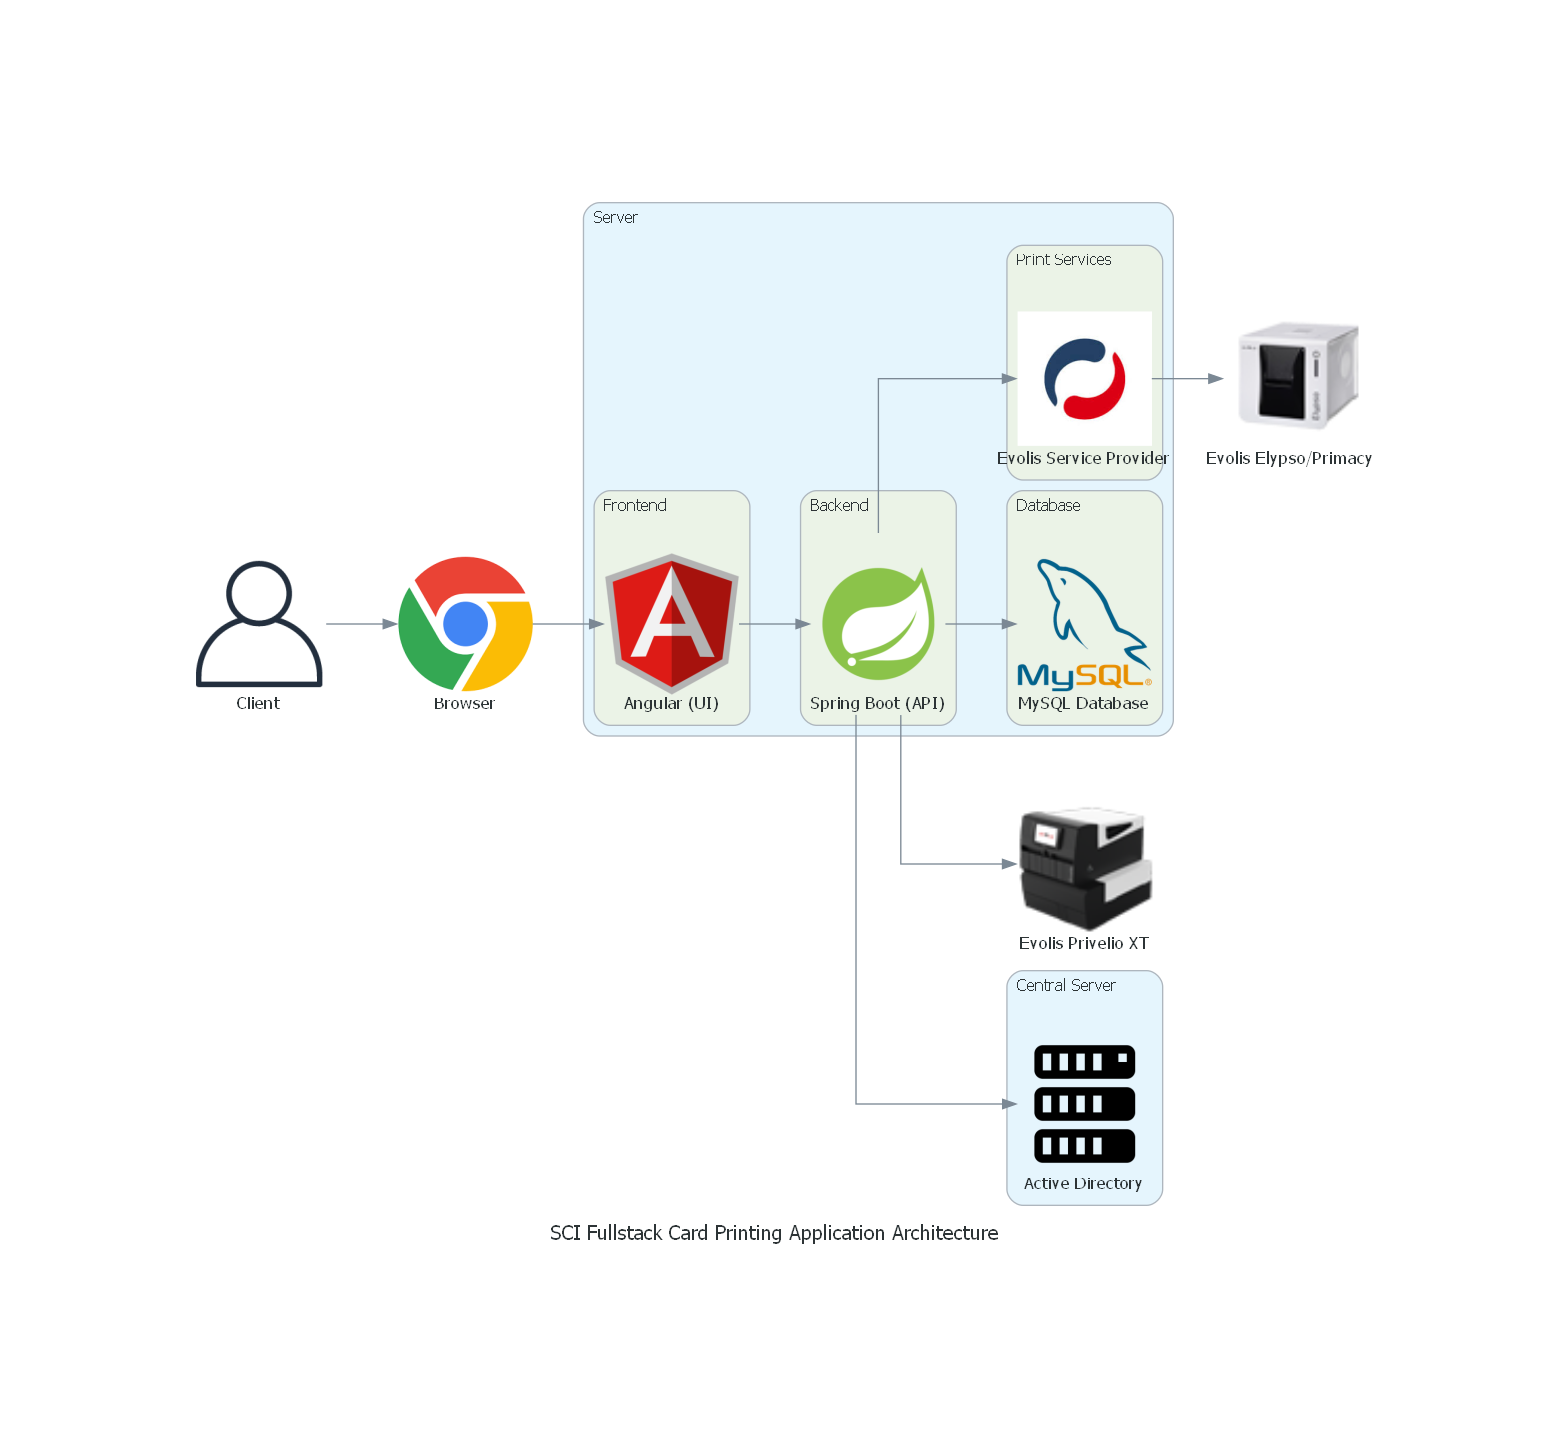 Server
Print Services
Evolis Service Provider
Evolis Elypso/Primacy
Frontend
Backend
Database
MySQL®
Client
Browser
Angular (UI)
Spring Boot (API)
MySQL Database
Evolis Privelio XT
Central Server
Active Directory
SCI Fullstack Card Printing Application Architecture